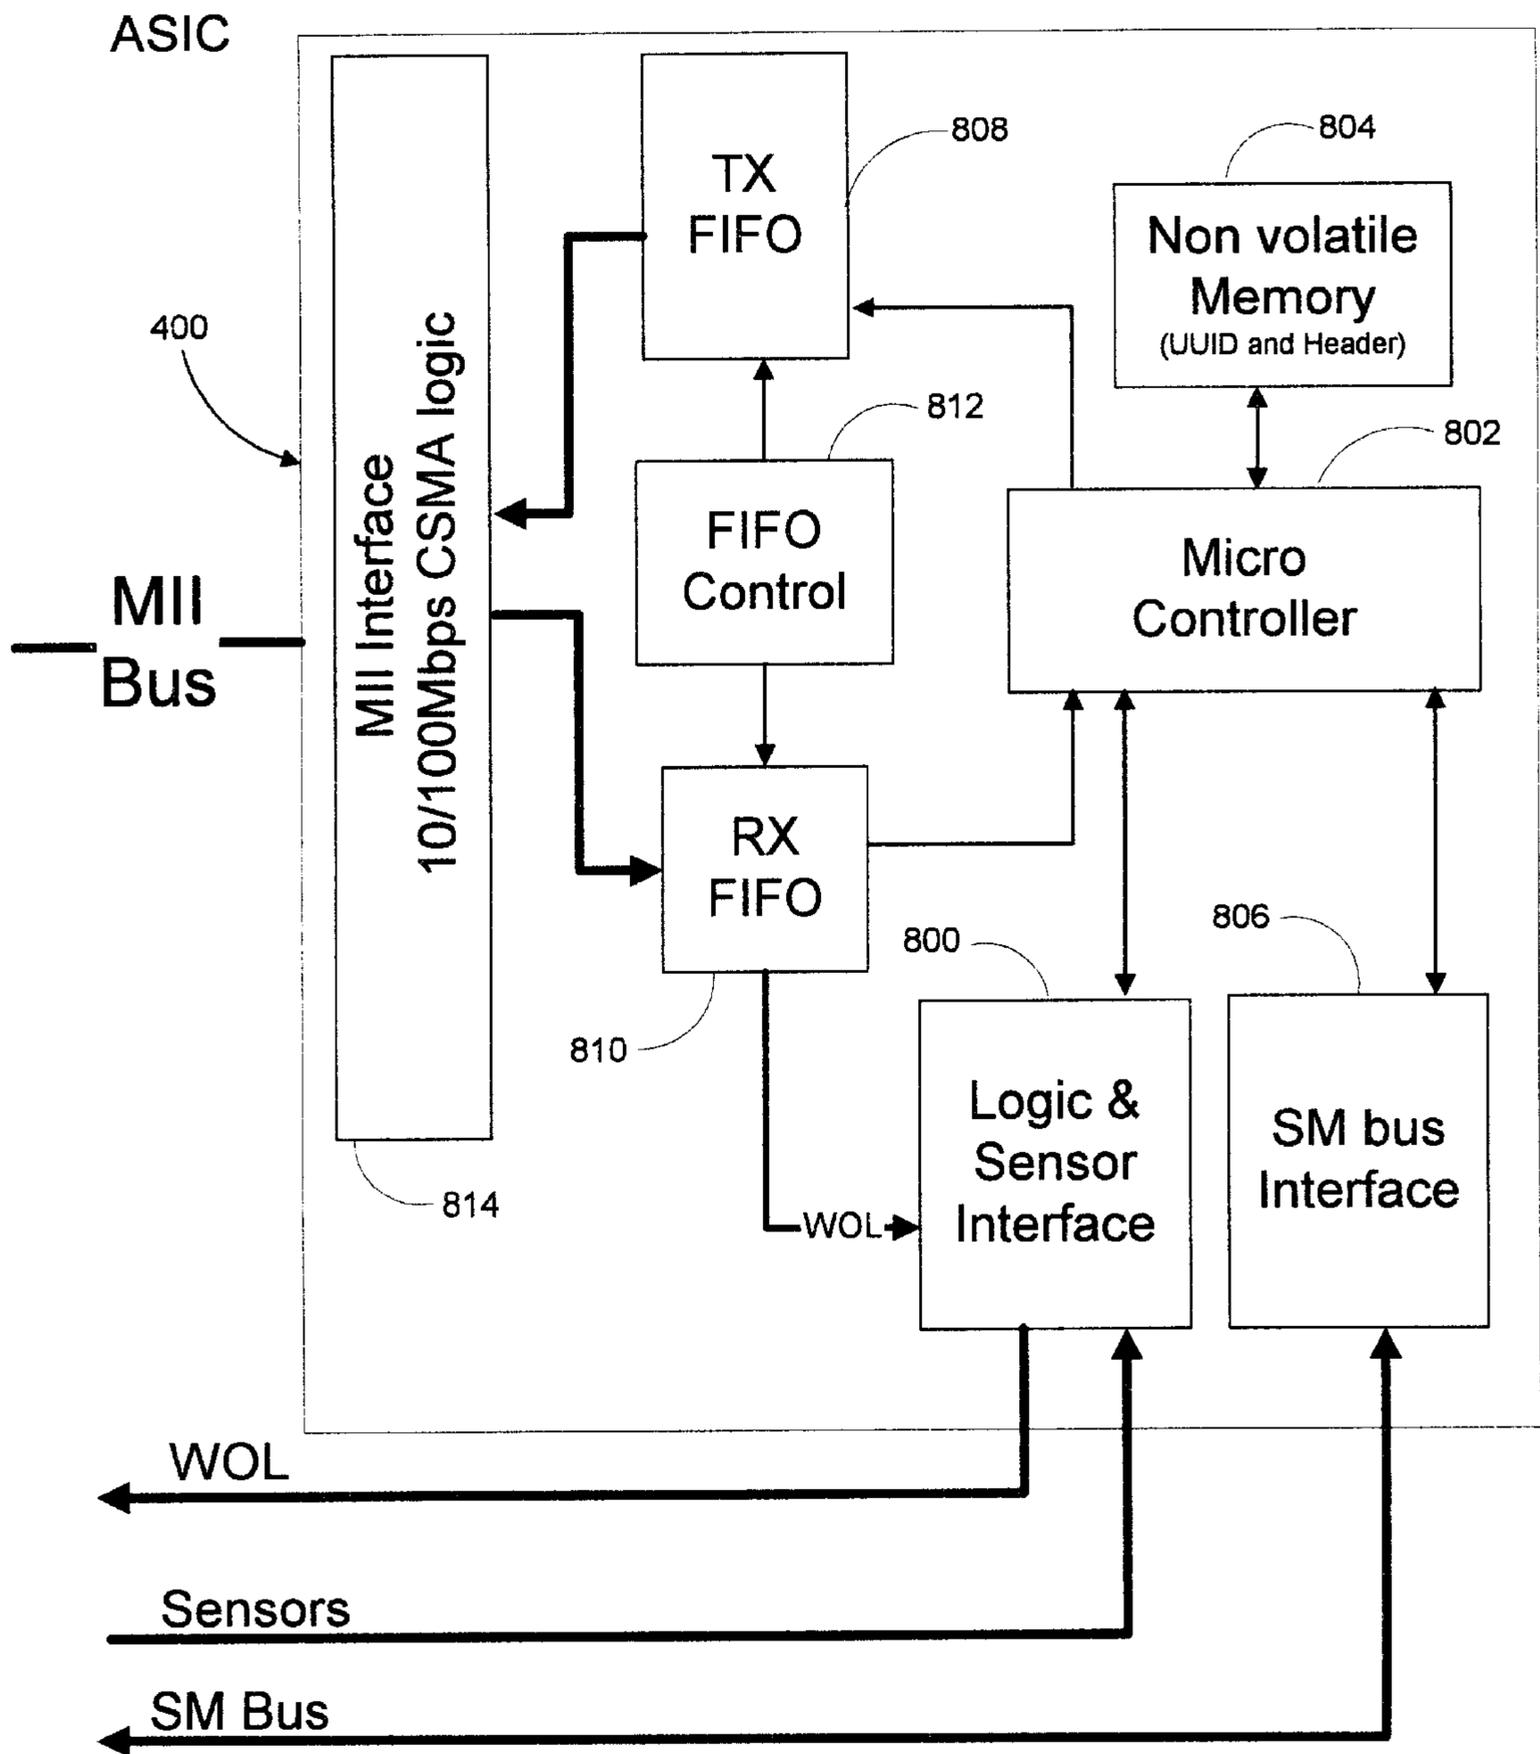 ASIC
808
TX
FIFO
804
Non volatile
Memory
(UUID and Header)
400
812
802
MII Interface
10/100Mbps CSMA logic
FIFO
Control
Micro
Controller
MII
Bus
RX
FIFO
800
806
810
Logic &
Sensor
Interface
SM bus
Interface
814
WOL
WOL
Sensors
SM Bus